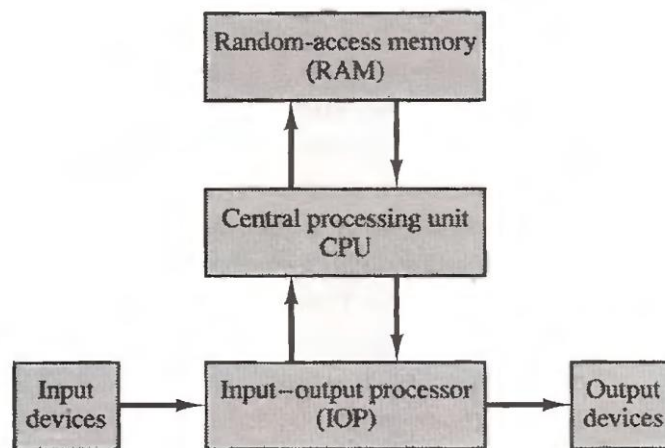 Random-access memory
(RAM)
Central processing unit
CPU
Input
devices
Input–output processor
(IOP)
Output
devices